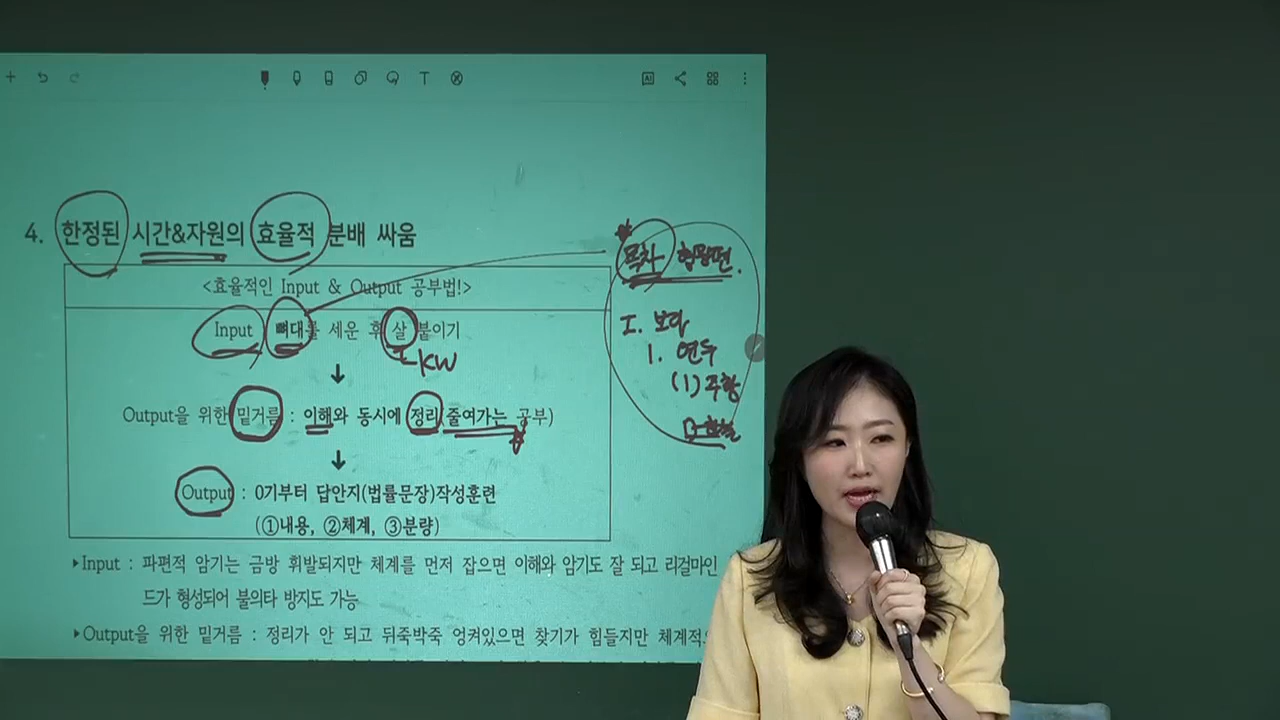 4. 한정된 시간&자원의 효율적 분배 싸움
<효율적인 Input & Output 공부법!>
Input 뼈대를 세운 후 살 붙이기
KW
↓
Output을 위한 밑거름 : 이해와 동시에 정리(줄여가는 공부)
↓
Output : 0기부터 답안지(법률문장)작성훈련
(①내용, ②체계, ③분량)
▸Input : 파편적 암기는 금방 휘발되지만 체계를 먼저 잡으면 이해와 암기도 잘 되고 리걸마인
드가 형성되어 불의타 방지도 가능
▸Output을 위한 밑거름 : 정리가 안 되고 뒤죽박죽 엉켜있으면 찾기가 힘들지만 체계적
목차
I.
1.
(1)
T
AI